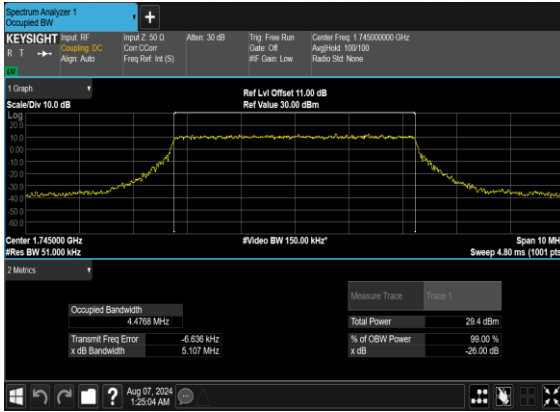 Spectrum Analyzer 1
Occupied BW
+
KEYSIGHT
R T
Input: RF
Coupling: DC
Align: Auto
Input Z: 50 Ω
Corr CCorr
Freq Ref: Int (S)
Atten: 30 dB
Trig: Free Run
Gate: Off
#IF Gain: Low
Center Freq: 1.745000000 GHz
Avg|Hold: 100/100
Radio Std: None
1 Graph
Scale/Div 10.0 dB
Ref Lvl Offset 11.00 dB
Ref Value 30.00 dBm
Log
20.0
10.0
0.00
-10.0
-20.0
-30.0
-40.0
-50.0
-60.0
Center 1.745000 GHz
#Res BW 51.000 kHz
#Video BW 150.00 kHz*
Span 10 MH
Sweep 4.80 ms (1001 pts
2 Metrics
Measure Trace
Trace 1
Occupied Bandwidth
4.4768 MHz
Total Power
29.4 dBm
Transmit Freq Error
-6.636 kHz
% of OBW Power
99.00 %
x dB Bandwidth
5.107 MHz
x dB
-26.00 dB
?
Aug 07, 2024
1:25:04 AM